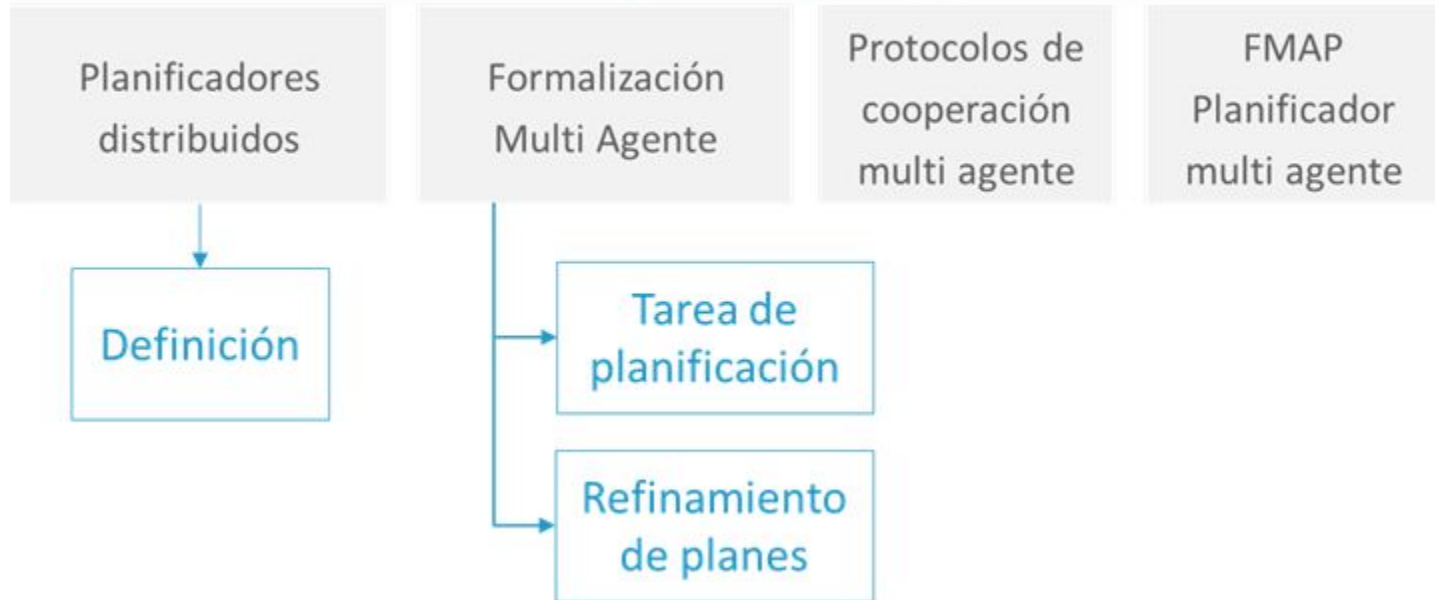 Planificadores
distribuidos
Formalización
Multi Agente
Protocolos de
cooperación
multi agente
FMAP
Planificador
multi agente
Definición
Tarea de
planificación
Refinamiento
de planes